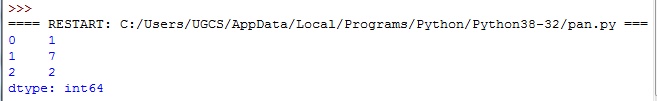 >>>
==== RESTART: C:/Users/UGCS/AppData/Local/Programs/Python/Python38-32/pan.py ===
0    1
1    7
2    2
dtype: int64